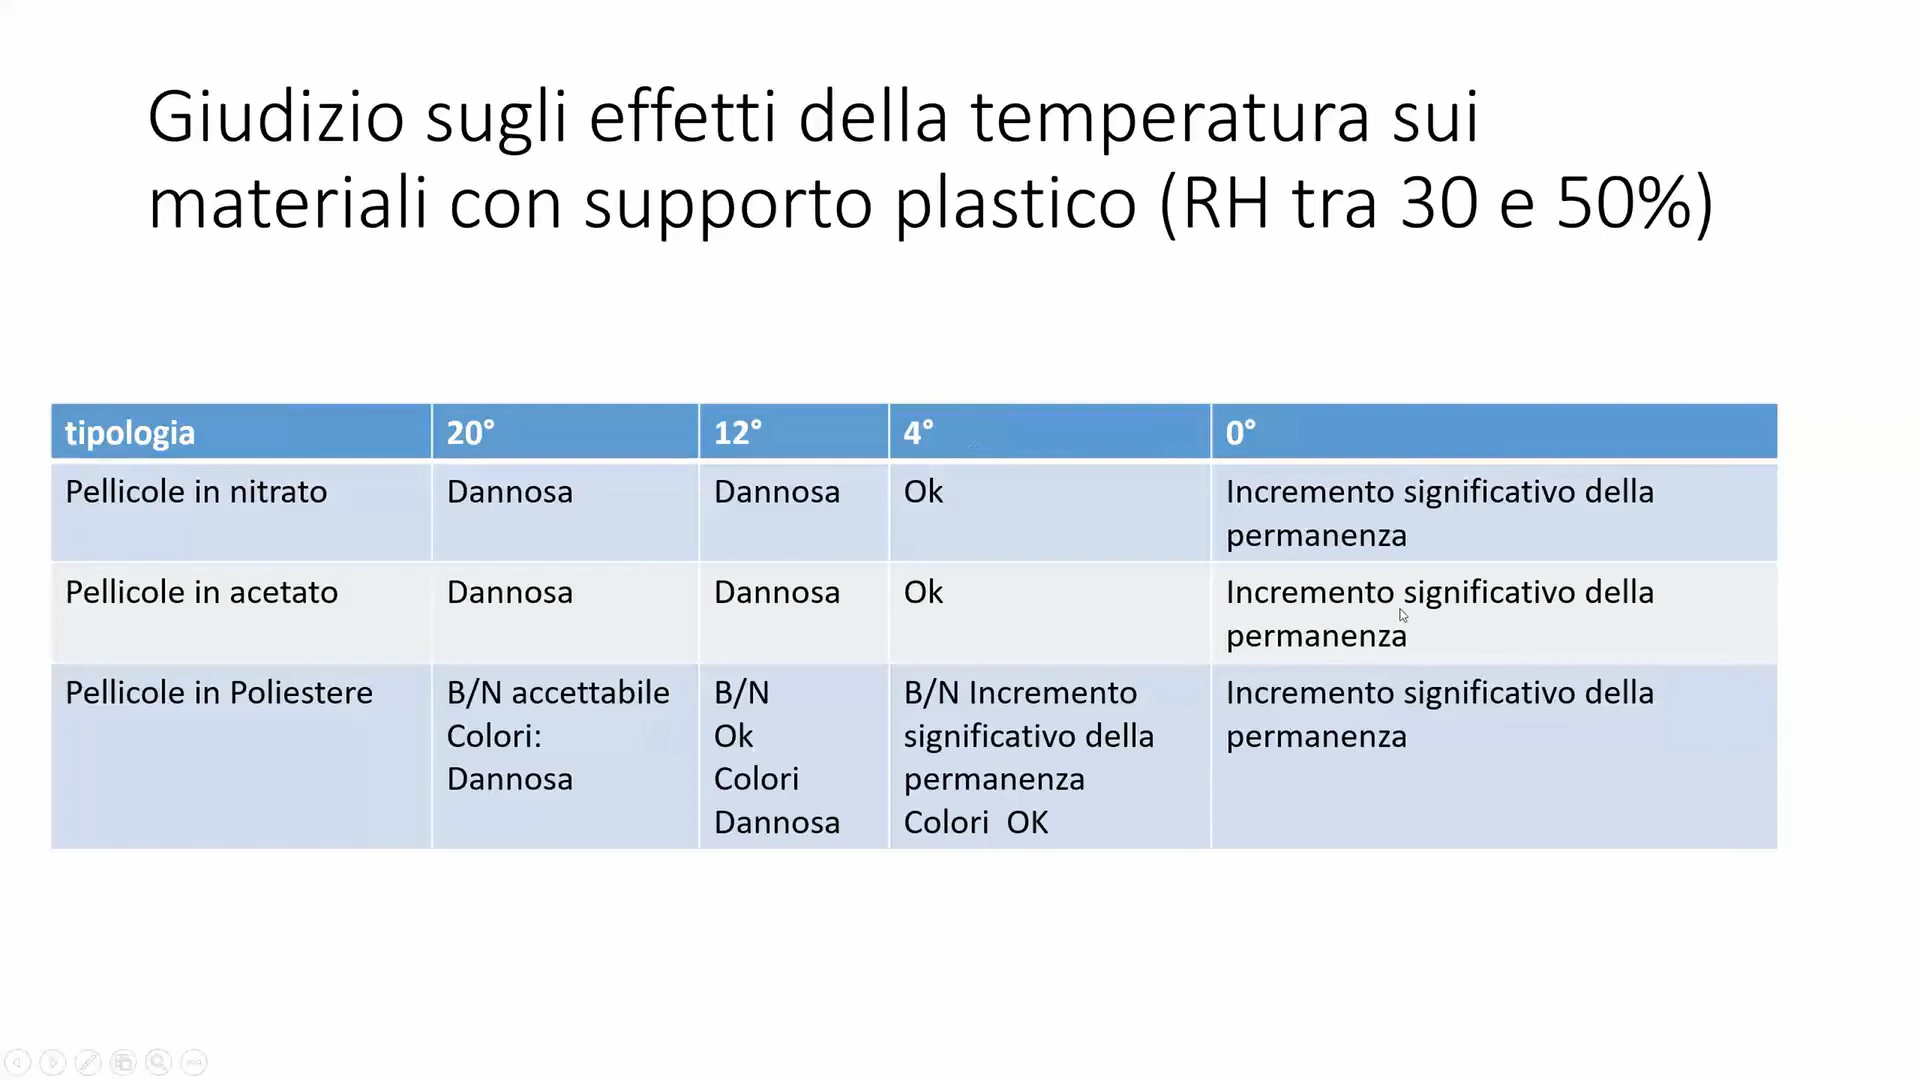 Giudizio sugli effetti della temperatura sui
materiali con supporto plastico (RH tra 30 e 50%)
tipologia 20° 12° 4° 0°
Pellicole in nitrato Dannosa Dannosa Ok Incremento significativo della
permanenza
Pellicole in acetato Dannosa Dannosa Ok Incremento significativo della
permanenza
Pellicole in Poliestere B/N accettabile B/N B/N Incremento Incremento significativo della
Colori: Ok significativo della permanenza
Dannosa Colori permanenza
Dannosa Colori  OK